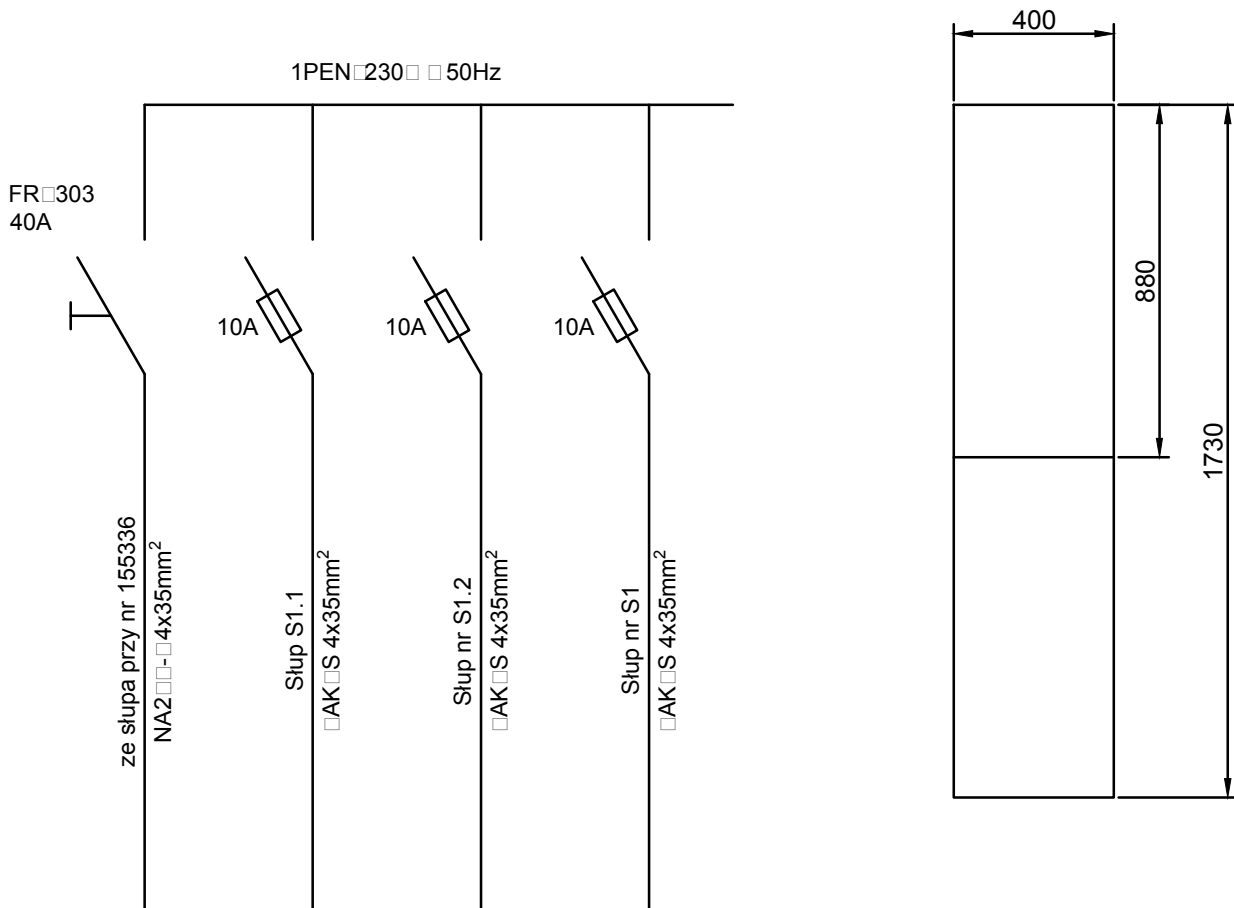 1PEN□230□ □ 50Hz
FR□303
40A
10A
10A
10A
ze słupa przy nr 155336
NA2□□-□ 4x35mm²
Słup S1.1
□AK□S 4x35mm²
Słup nr S1.2
□AK□S 4x35mm²
Słup nr S1
□AK□S 4x35mm²
400
880
1730